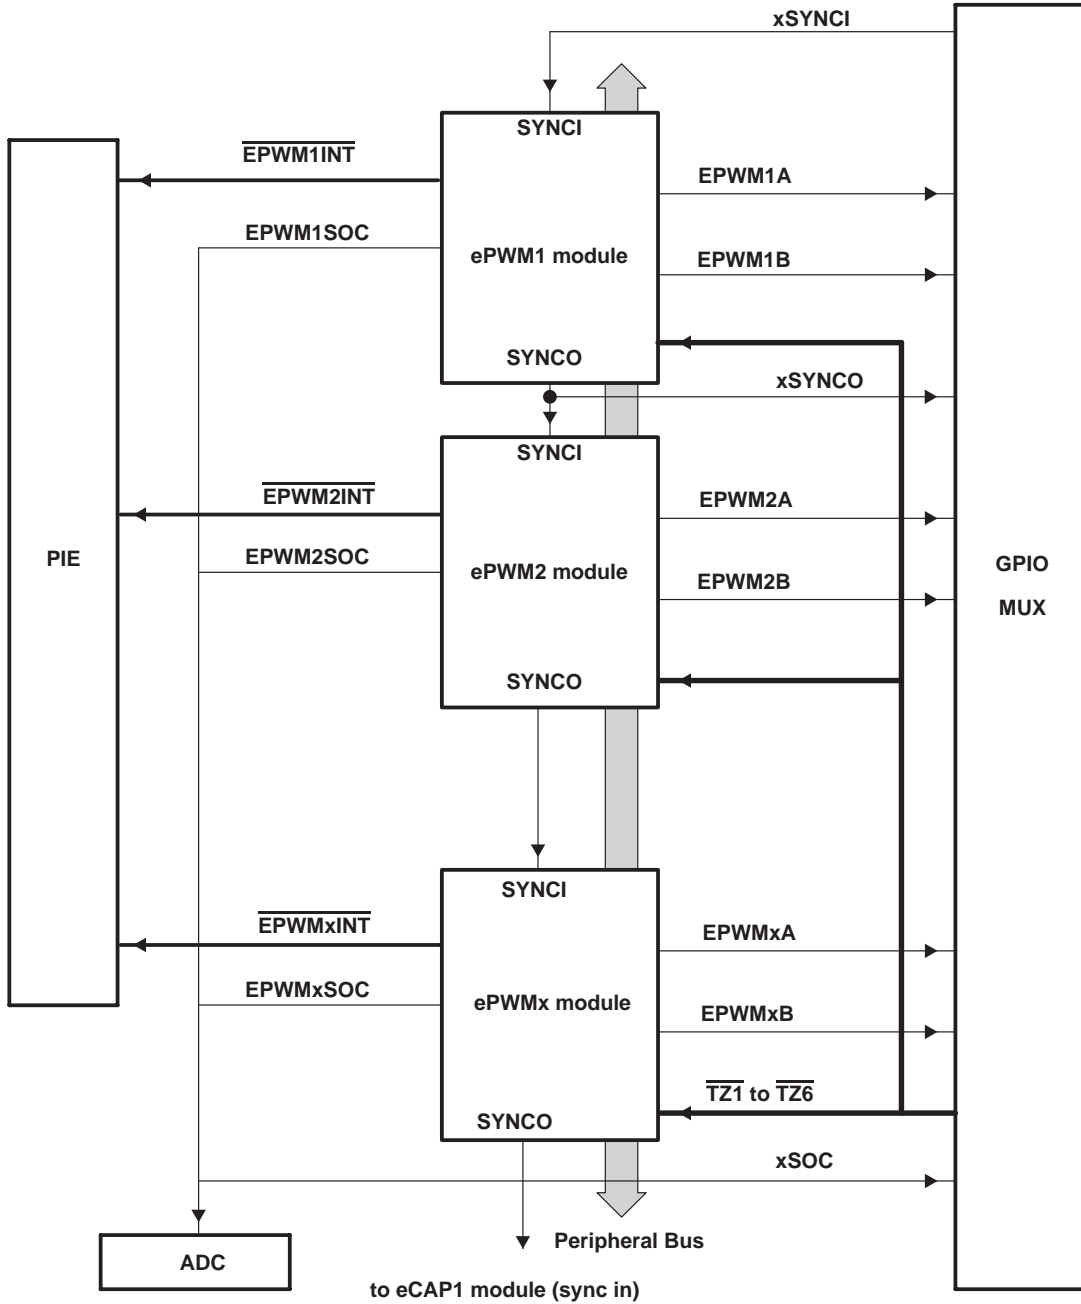 xSYNCI
SYNCI
EPWM1INT
EPWM1A
EPWM1SOC
ePWM1 module
EPWM1B
SYNCO
xSYNCO
SYNCI
EPWM2INT
EPWM2A
PIE
EPWM2SOC
ePWM2 module
EPWM2B
GPIO
MUX
SYNCO
SYNCI
EPWMxINT
EPWMxA
EPWMxSOC
ePWMx module
EPWMxB
TZ1 to TZ6
SYNCO
xSOC
Peripheral Bus
ADC
to eCAP1 module (sync in)